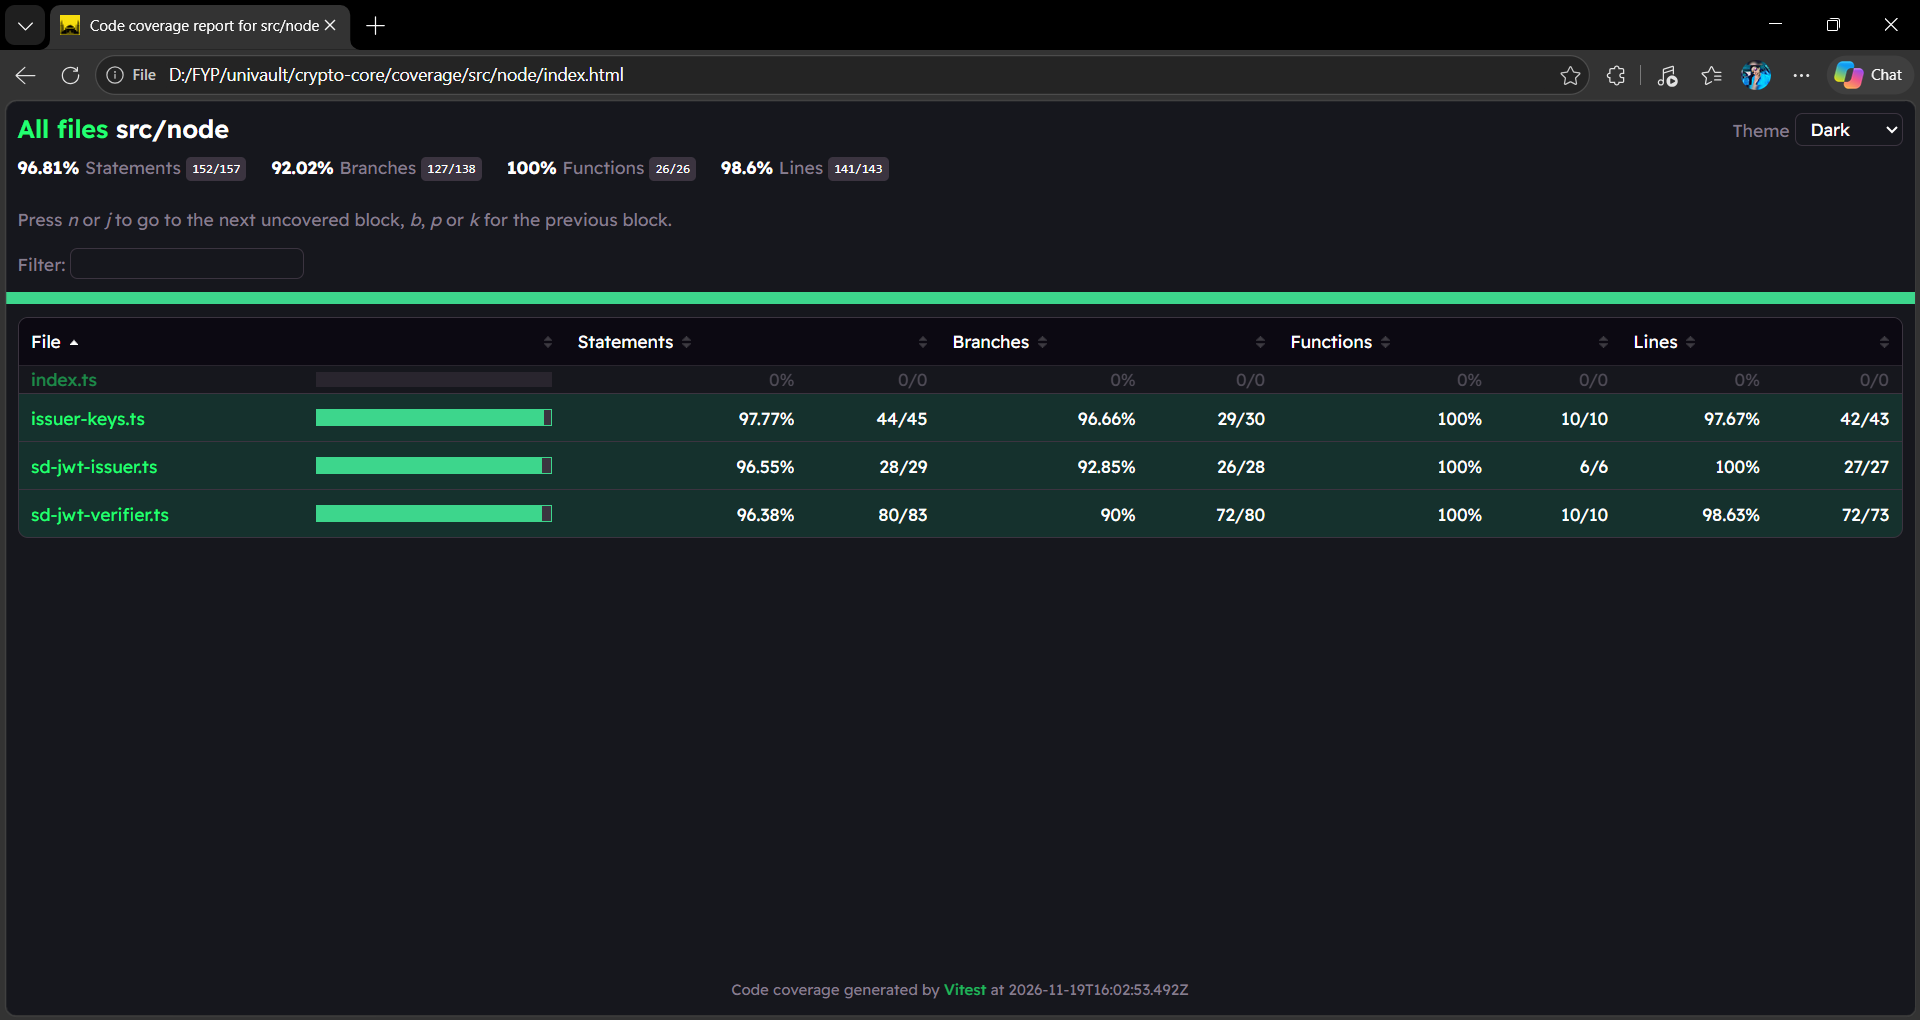 Code coverage report for src/node
File D:/FYP/univault/crypto-core/coverage/src/node/index.html
Chat
All files src/node
Theme Dark
96.81% Statements 152/157 92.02% Branches 127/138 100% Functions 26/26 98.6% Lines 141/143
Press n or j to go to the next uncovered block, b, p or k for the previous block.
Filter:
File Statements Branches Functions Lines
index.ts 0% 0/0 0% 0/0 0% 0/0 0% 0/0
issuer-keys.ts 97.77% 44/45 96.66% 29/30 100% 10/10 97.67% 42/43
sd-jwt-issuer.ts 96.55% 28/29 92.85% 26/28 100% 6/6 100% 27/27
sd-jwt-verifier.ts 96.38% 80/83 90% 72/80 100% 10/10 98.63% 72/73
Code coverage generated by Vitest at 2026-11-19T16:02:53.492Z